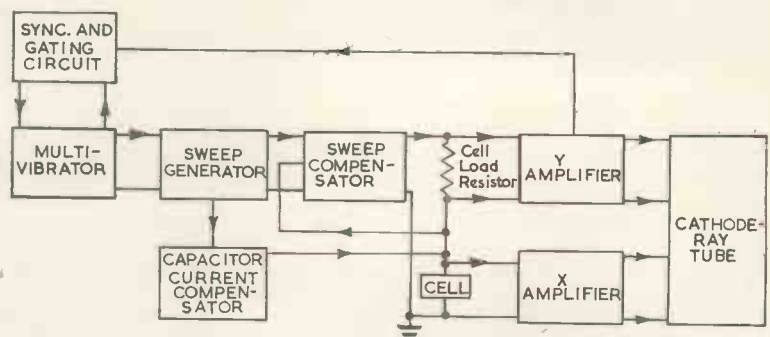 SYNC. AND
GATING
CIRCUIT
MULTI-
VIBRATOR
SWEEP
GENERATOR
SWEEP
COMPEN-
SATOR
Cell
Load
Resistor
Y
AMPLIFIER
CATHODE-
RAY
TUBE
CAPACITOR
CURRENT
COMPEN-
SATOR
CELL
X
AMPLIFIER